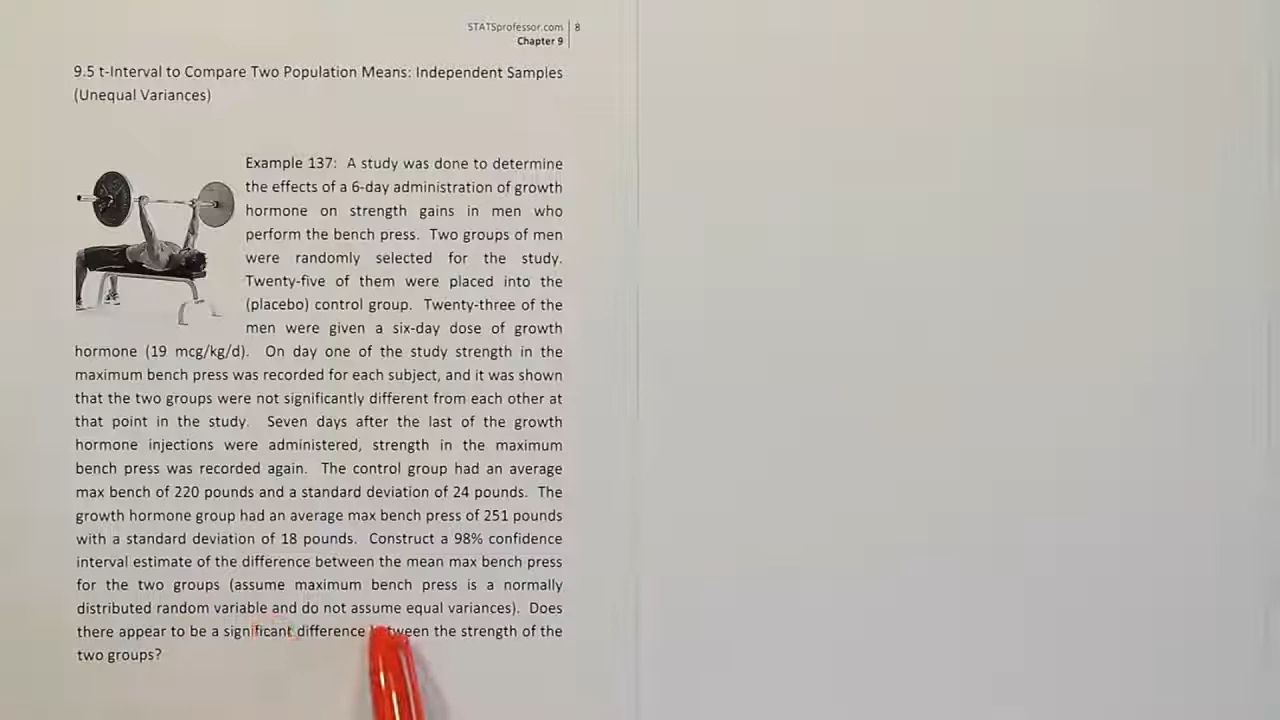 STATSprofessor.com 8
Chapter 9
9.5 t-Interval to Compare Two Population Means: Independent Samples
(Unequal Variances)
Example 137: A study was done to determine
the effects of a 6-day administration of growth
hormone on strength gains in men who
perform the bench press. Two groups of men
were randomly selected for the study.
Twenty-five of them were placed into the
(placebo) control group. Twenty-three of the
men were given a six-day dose of growth
hormone (19 mcg/kg/d). On day one of the study strength in the
maximum bench press was recorded for each subject, and it was shown
that the two groups were not significantly different from each other at
that point in the study. Seven days after the last of the growth
hormone injections were administered, strength in the maximum
bench press was recorded again. The control group had an average
max bench of 220 pounds and a standard deviation of 24 pounds. The
growth hormone group had an average max bench press of 251 pounds
with a standard deviation of 18 pounds. Construct a 98% confidence
interval estimate of the difference between the mean max bench press
for the two groups (assume maximum bench press is a normally
distributed random variable and do not assume equal variances). Does
there appear to be a significant difference between the strength of the
two groups?